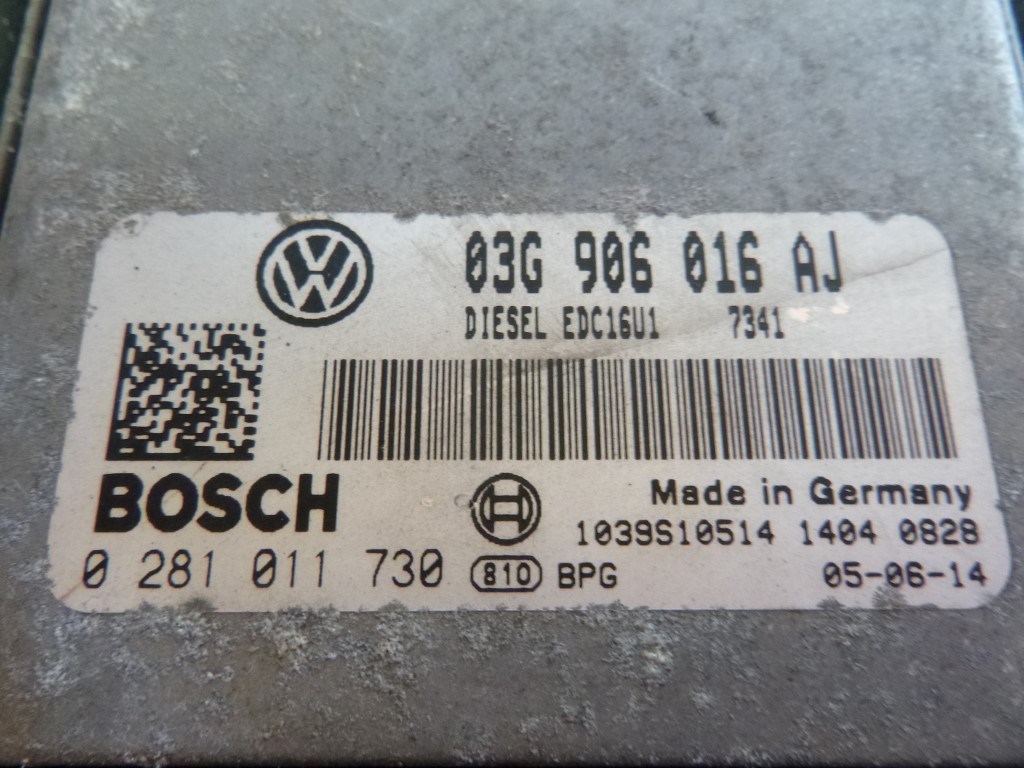 VW
03G 906 016 AJ
DIESEL EDC16U1 7341
BOSCH
Made in Germany
1039S10514 1404 0828
0 281 011 730 810 BPG 05-06-14